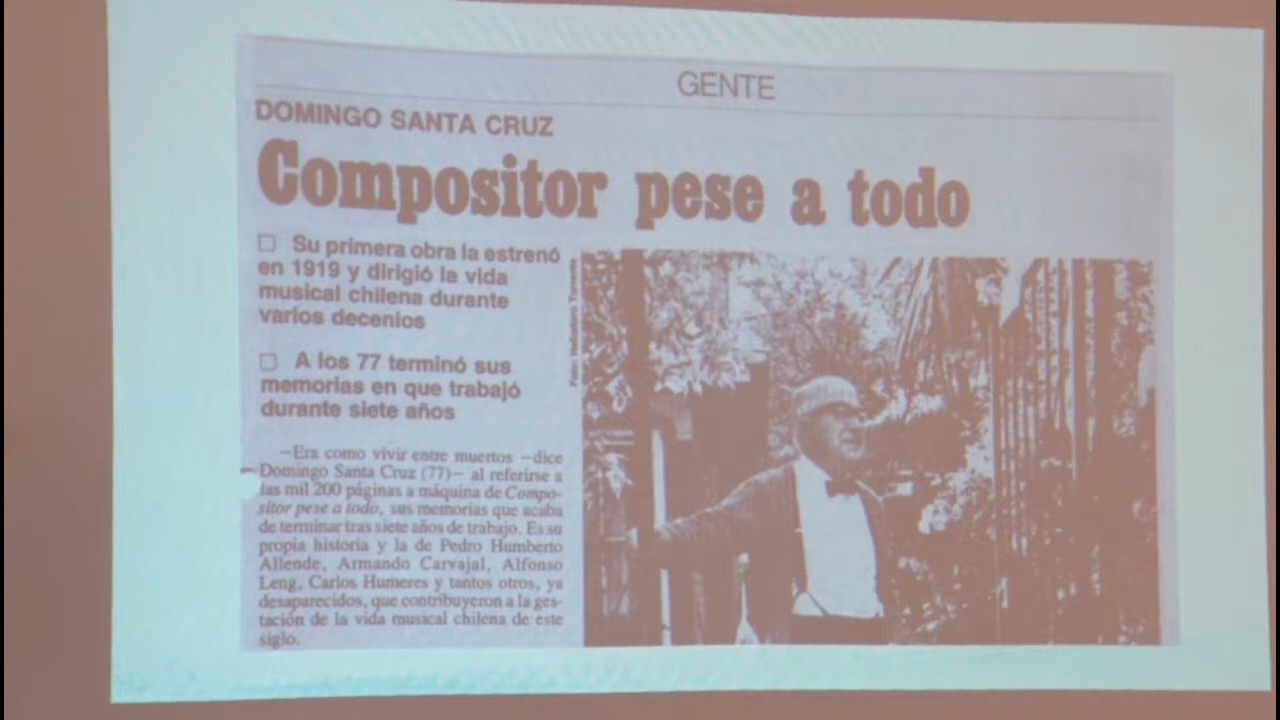 GENTE
DOMINGO SANTA CRUZ
Compositor pese a todo
□ Su primera obra la estrenó
en 1919 y dirigió la vida
musical chilena durante
varios decenios
□ A los 77 terminó sus
memorias en que trabajó
durante siete años
—Era como vivir entre muertos —dice
Domingo Santa Cruz (77)— al referirse a
las mil 200 páginas a máquina de Compo-
sitor pese a todo, sus memorias que acaba
de terminar tras siete años de trabajo. Es su
propia historia y la de Pedro Humberto
Allende, Armando Carvajal, Alfonso
Leng, Carlos Humeres y tantos otros, ya
desaparecidos, que contribuyeron a la ges-
tación de la vida musical chilena de este
siglo.